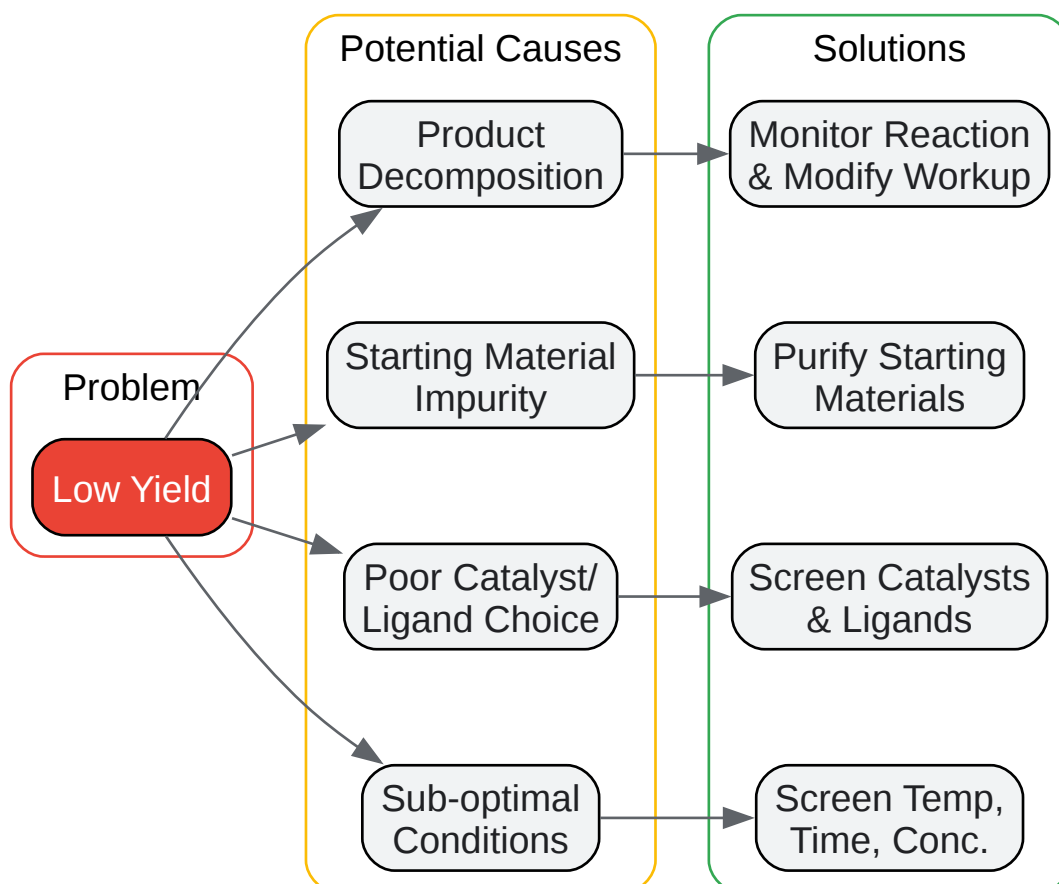 Potential Causes
Solutions
Product
Decomposition
Monitor Reaction
& Modify Workup
Starting Material
Impurity
Purify Starting
Materials
Problem
Low Yield
Poor Catalyst/
Ligand Choice
Screen Catalysts
& Ligands
Sub-optimal
Conditions
Screen Temp,
Time, Conc.